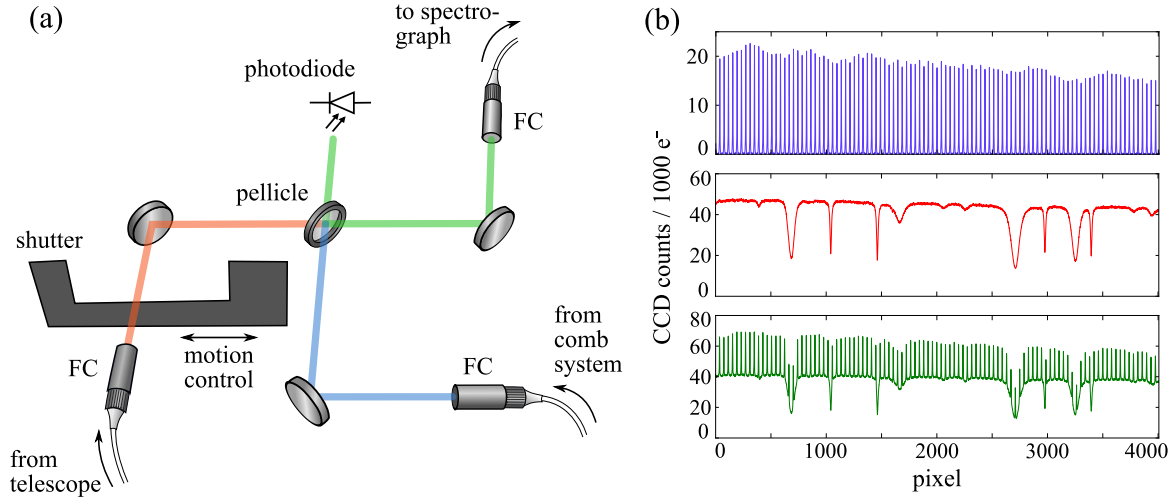 (a)
to spectro-
graph
photodiode
FC
pellicle
shutter
FC
motion
control
FC
from
comb
system
from
telescope
(b)
CCD counts / 1000 e⁻
20
10
0
60
40
20
0
80
60
40
20
0
0 1000 2000 3000 4000
pixel